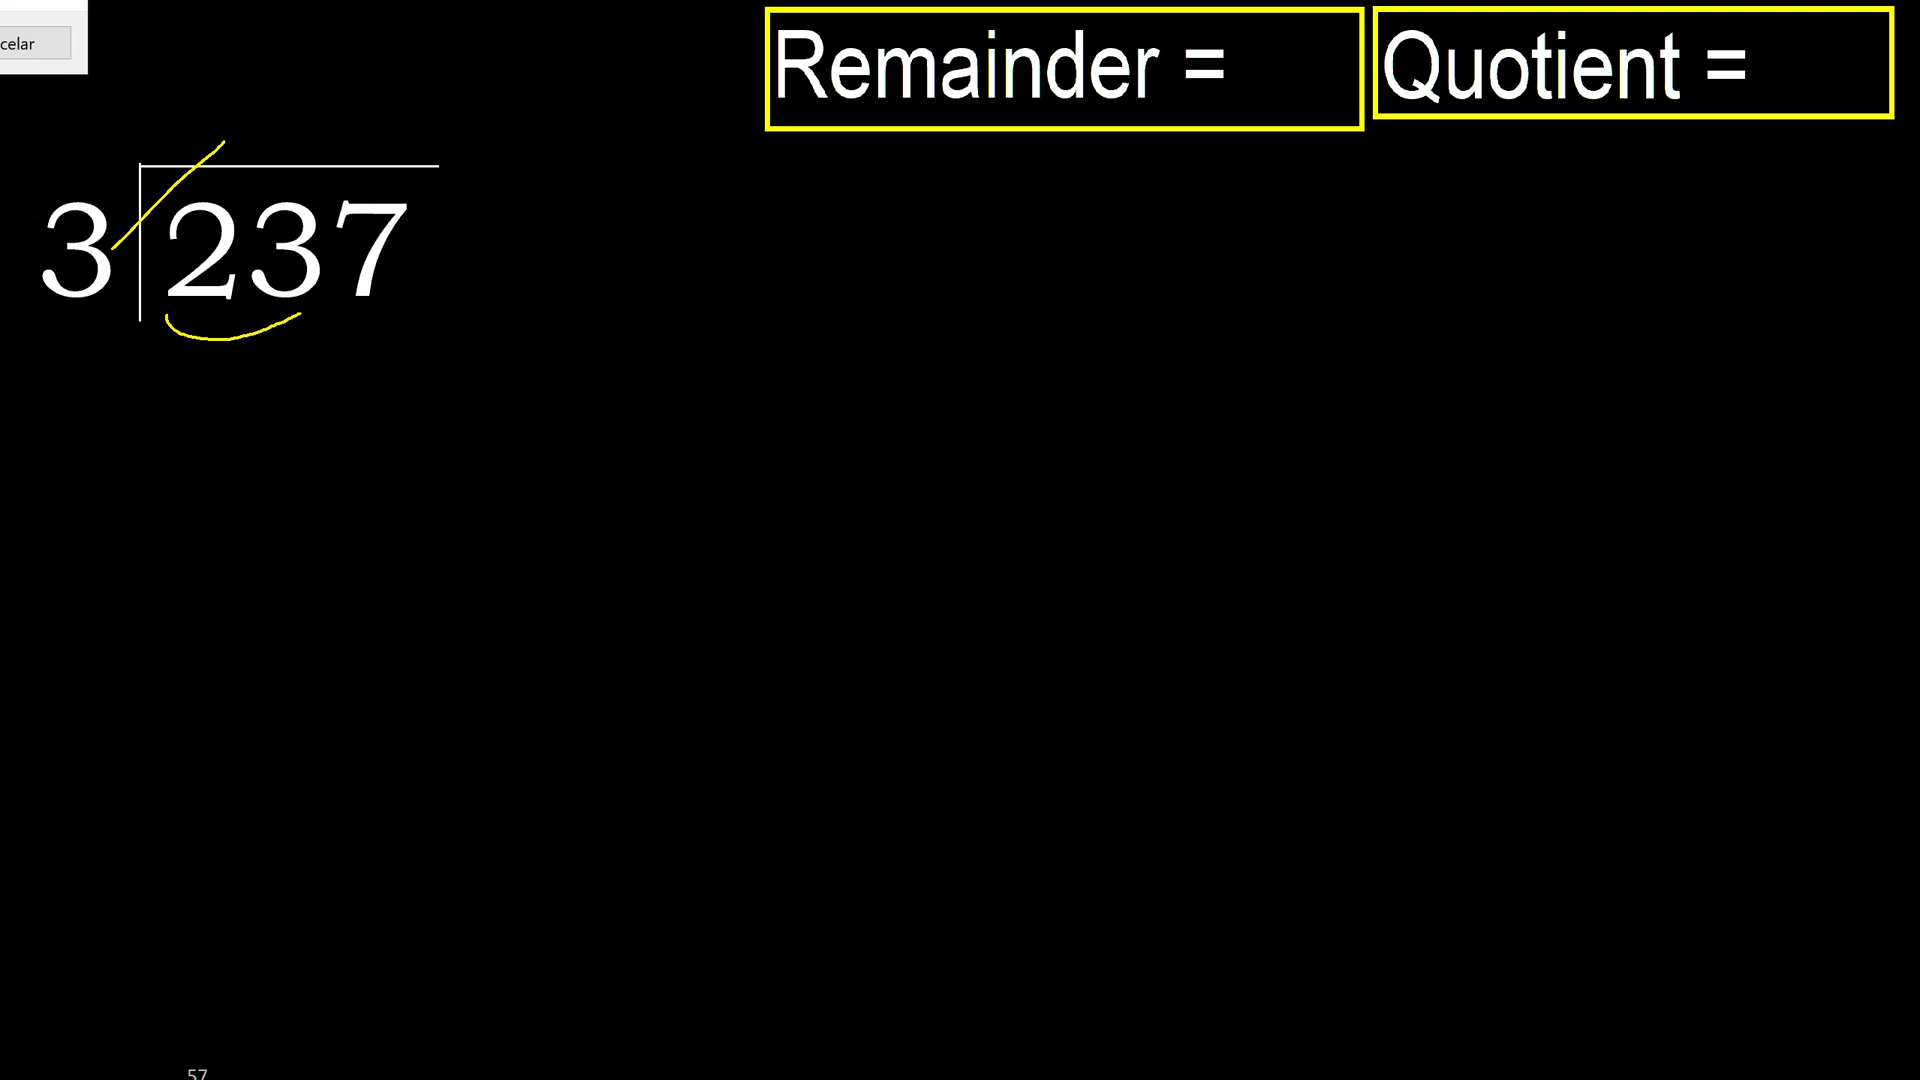 celar
Remainder =
Quotient =
3 237
57